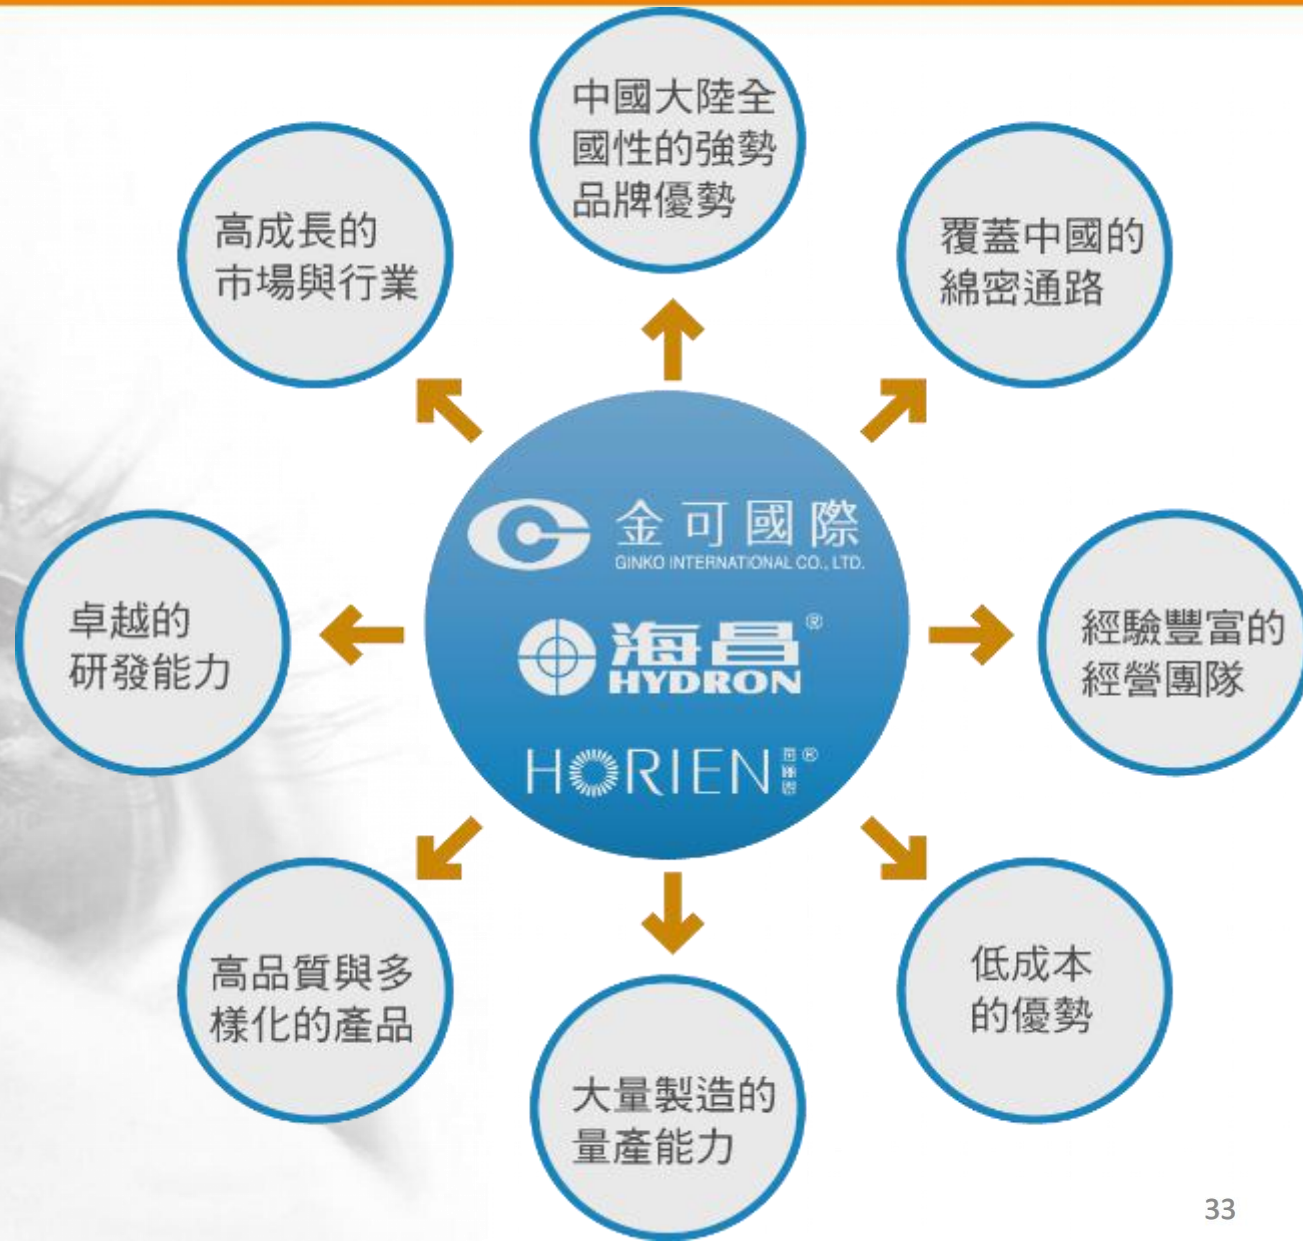 中國大陸全
國性的強勢
品牌優勢
高成長的
市場與行業
覆蓋中國的
綿密通路
金可國際
GINKO INTERNATIONAL CO., LTD.
海昌®
HYDRON
HORIEN ®
卓越的
研發能力
經驗豐富的
經營團隊
高品質與多
樣化的產品
低成本
的優勢
大量製造的
量產能力
33